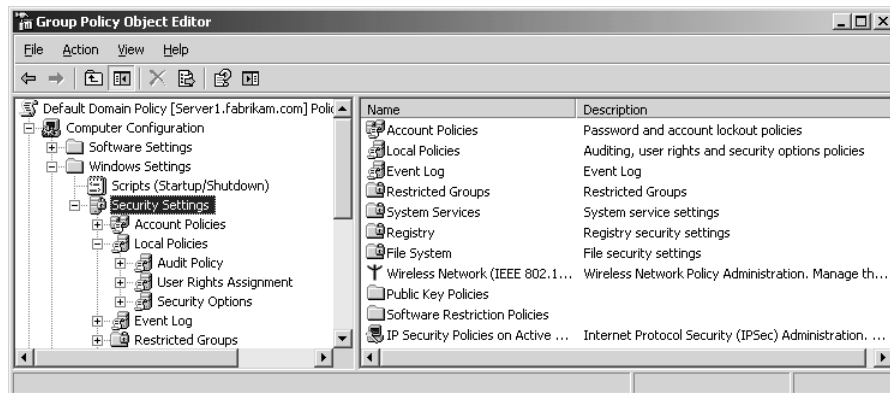 Group Policy Object Editor
File Action View Help
Default Domain Policy [Server1.fabrikam.com] Polic
Computer Configuration
Software Settings
Windows Settings
Scripts (Startup/Shutdown)
Security Settings
Account Policies
Local Policies
Audit Policy
User Rights Assignment
Security Options
Event Log
Restricted Groups
Name Description
Account Policies Password and account lockout policies
Local Policies Auditing, user rights and security options policies
Event Log Event Log
Restricted Groups Restricted Groups
System Services System service settings
Registry Registry security settings
File System File security settings
Wireless Network (IEEE 802.1... Wireless Network Policy Administration. Manage th...
Public Key Policies
Software Restriction Policies
IP Security Policies on Active ... Internet Protocol Security (IPSec) Administration. ...